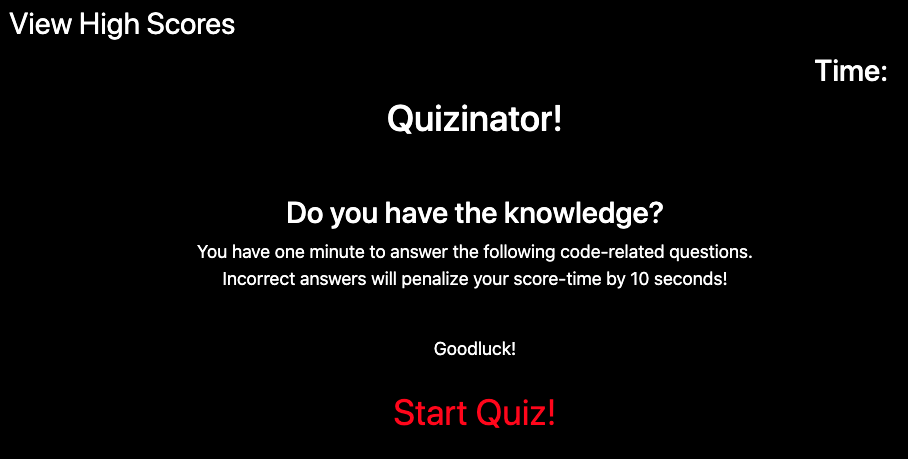 View High Scores
Time:
Quizinator!
Do you have the knowledge?
You have one minute to answer the following code-related questions.
Incorrect answers will penalize your score-time by 10 seconds!
Goodluck!
Start Quiz!